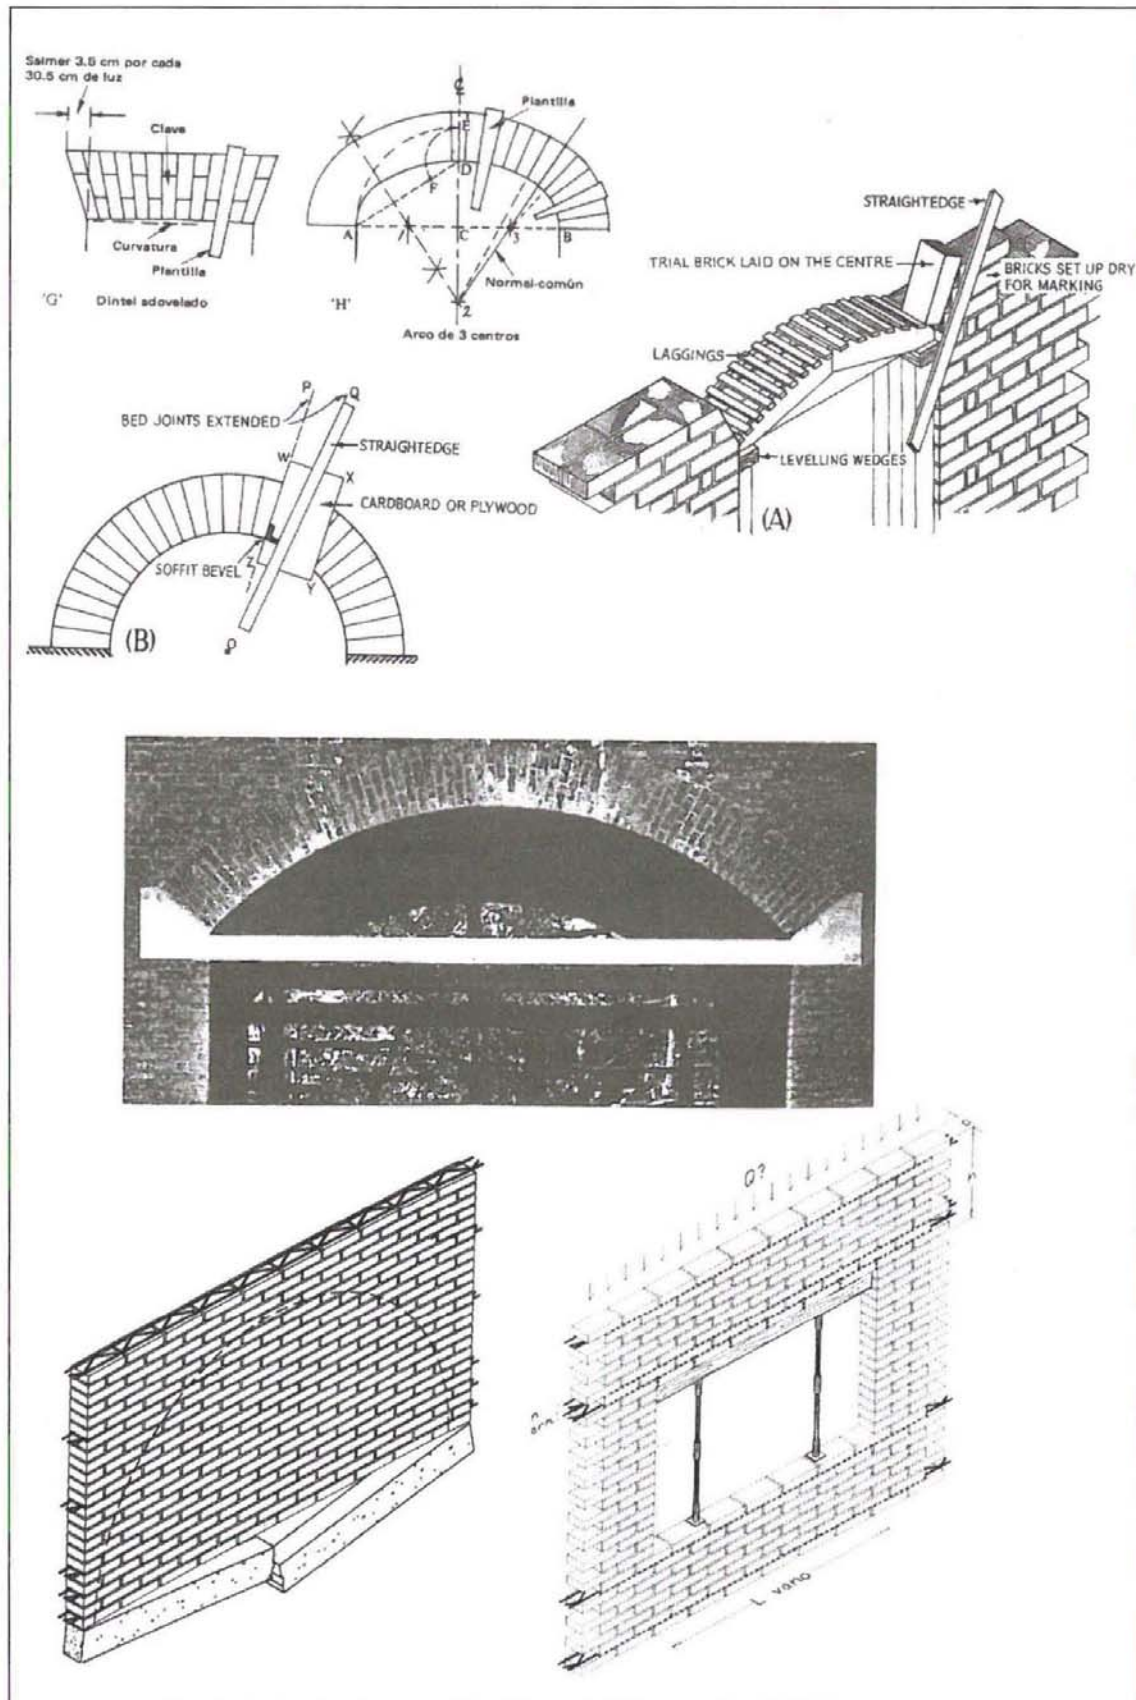 Salmer 3.5 cm por cada
30.5 cm de luz
Clave
Curvatura
Plantilla
'G'
Dintel adovelado
Plantilla
E
D
F
A
1
C
3
B
2
Normal-común
'H'
Arco de 3 centros
STRAIGHTEDGE
TRIAL BRICK LAID ON THE CENTRE
BRICKS SET UP DRY
FOR MARKING
LAGGINGS
LEVELLING WEDGES
(A)
P
Q
BED JOINTS EXTENDED
STRAIGHTEDGE
W
X
CARDBOARD OR PLYWOOD
SOFFIT BEVEL
Z
Y
(B)
O
Q?
L vano